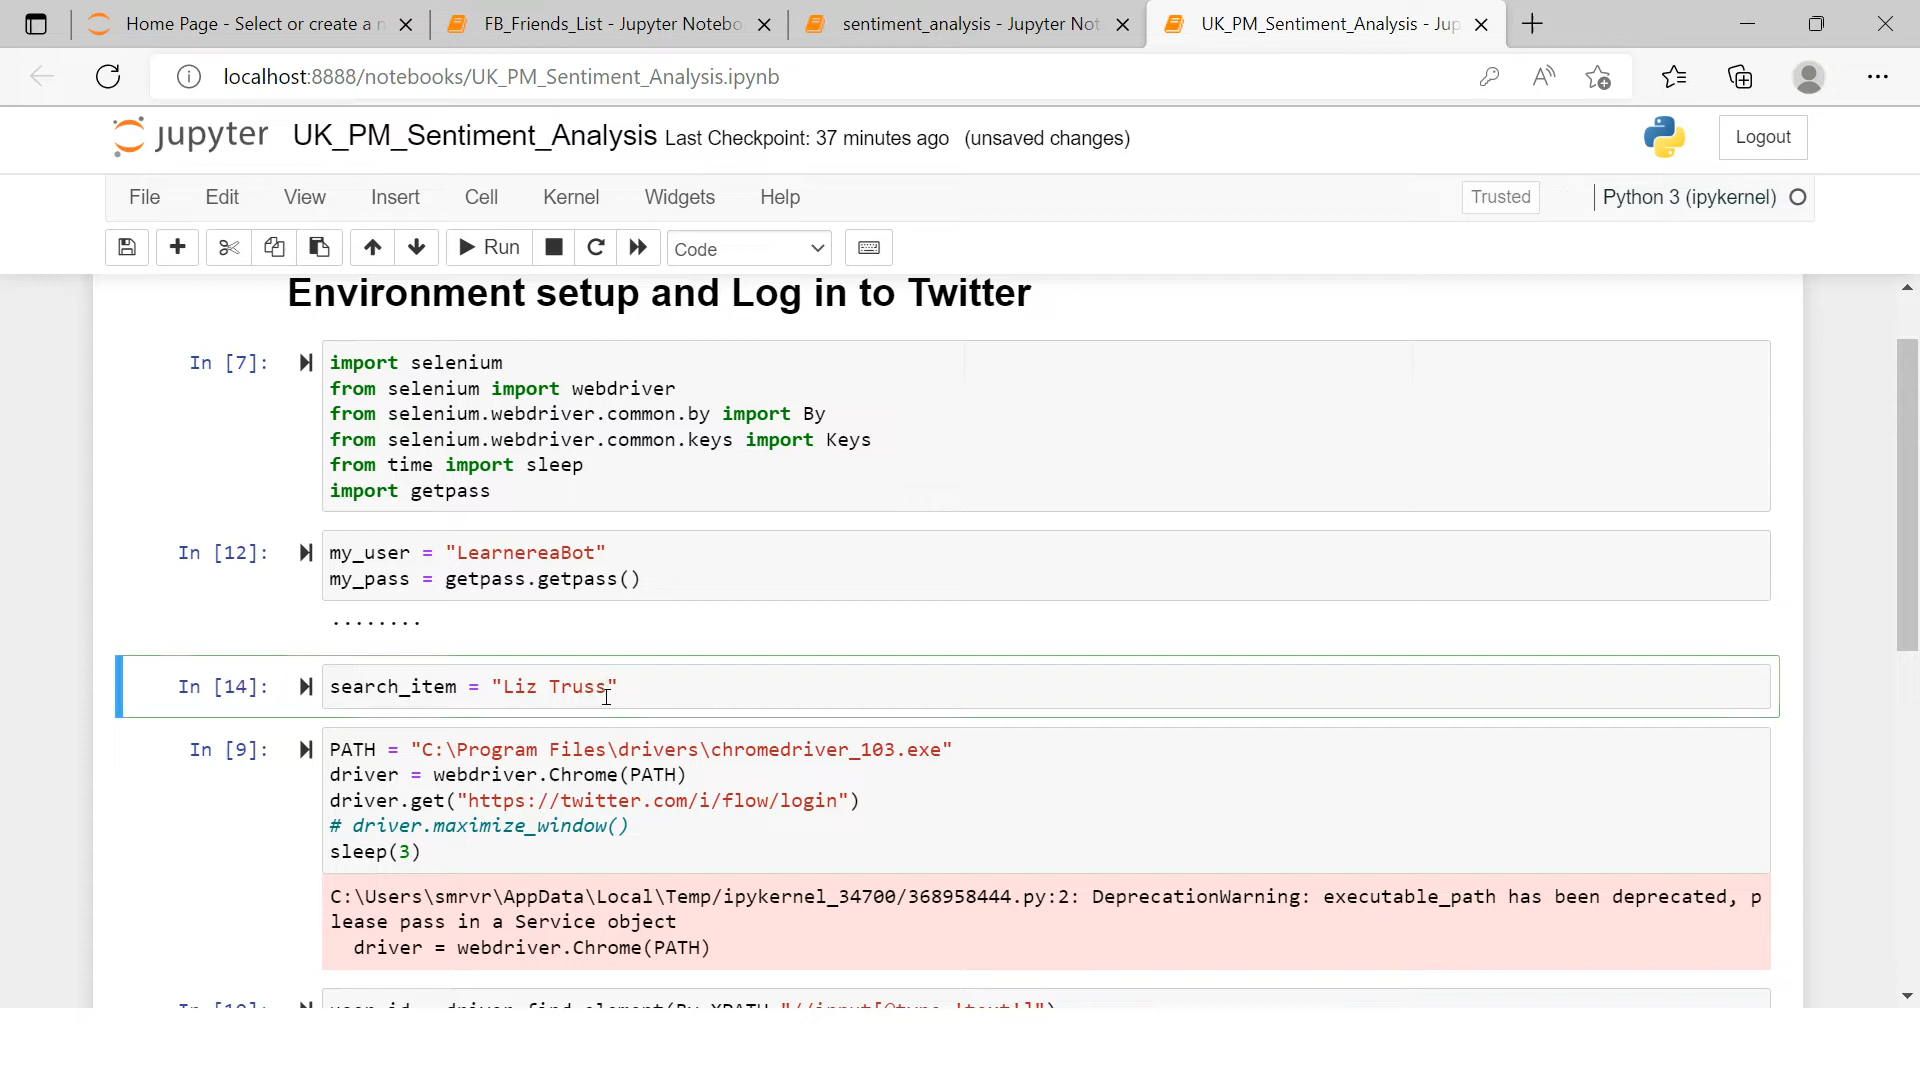 Home Page - Select or create a n
FB_Friends_List - Jupyter Notebo
sentiment_analysis - Jupyter Not
UK_PM_Sentiment_Analysis - Jup
localhost:8888/notebooks/UK_PM_Sentiment_Analysis.ipynb
jupyter UK_PM_Sentiment_Analysis Last Checkpoint: 37 minutes ago (unsaved changes)
Logout
File Edit View Insert Cell Kernel Widgets Help
Trusted
Python 3 (ipykernel)
Run
Code
Environment setup and Log in to Twitter
In [7]:
import selenium
from selenium import webdriver
from selenium.webdriver.common.by import By
from selenium.webdriver.common.keys import Keys
from time import sleep
import getpass
In [12]:
my_user = "LearnereaBot"
my_pass = getpass.getpass()
········
In [14]:
search_item = "Liz Truss"
In [9]:
PATH = "C:\Program Files\drivers\chromedriver_103.exe"
driver = webdriver.Chrome(PATH)
driver.get("https://twitter.com/i/flow/login")
# driver.maximize_window()
sleep(3)
C:\Users\smrvr\AppData\Local\Temp/ipykernel_34700/368958444.py:2: DeprecationWarning: executable_path has been deprecated, p
lease pass in a Service object
driver = webdriver.Chrome(PATH)